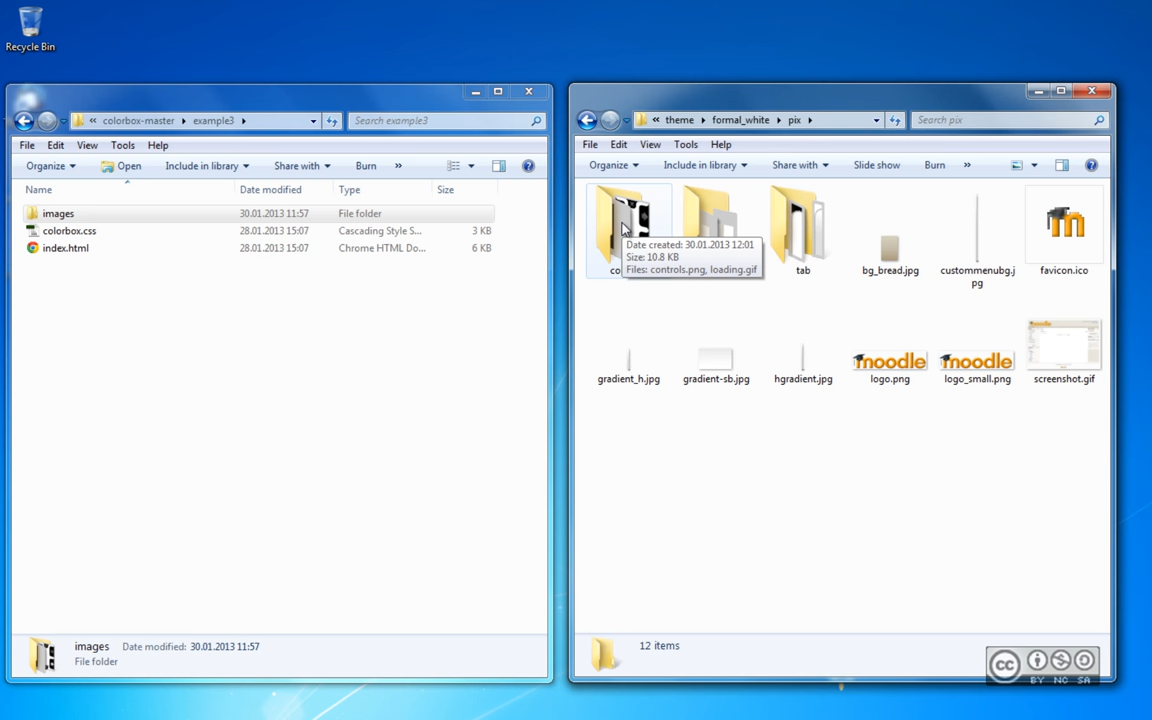 Recycle Bin
colorbox-master
example3
Search example3
File
Edit
View
Tools
Help
Organize
Open
Include in library
Share with
Burn
Name
Date modified
Type
Size
images
30.01.2013 11:57
File folder
colorbox.css
28.01.2013 15:07
Cascading Style S...
3 KB
index.html
28.01.2013 15:07
Chrome HTML Do...
6 KB
images
Date modified: 30.01.2013 11:57
File folder
theme
formal_white
pix
Search pix
File
Edit
View
Tools
Help
Organize
Include in library
Share with
Slide show
Burn
Date created: 30.01.2013 12:01
Size: 10.8 KB
Files: controls.png, loading.gif
tab
bg_bread.jpg
custommenubg.j
pg
favicon.ico
gradient_h.jpg
gradient-sb.jpg
hgradient.jpg
moodle
logo.png
moodle
logo_small.png
screenshot.gif
12 items
cc
BY NC SA